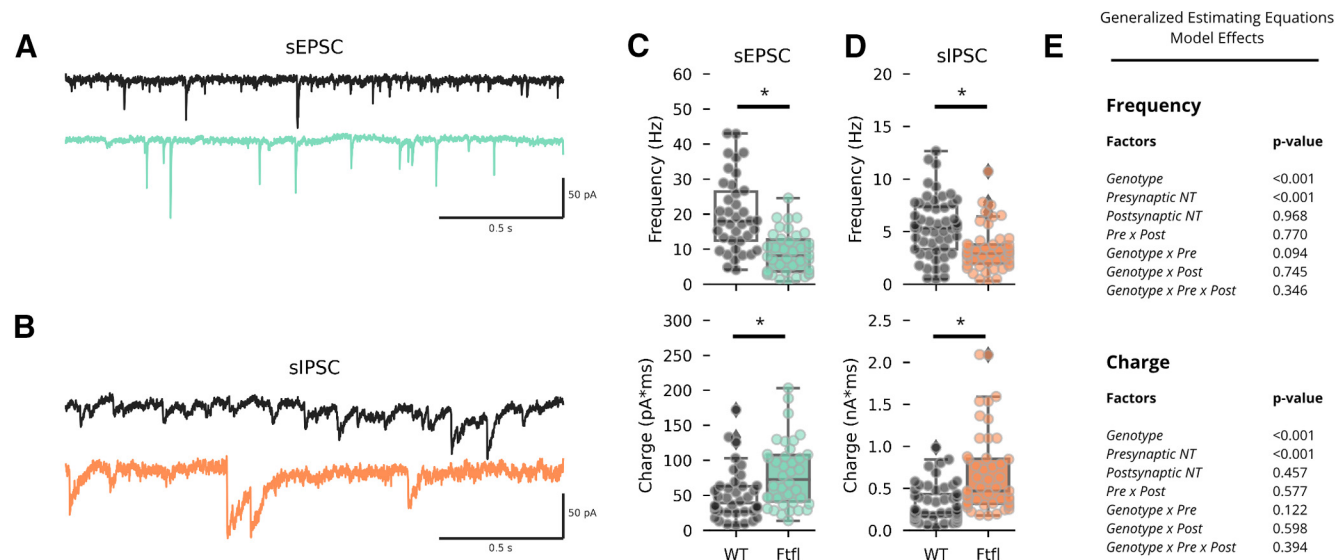 A
sEPSC
50 pA
0.5 s
B
sIPSC
50 pA
0.5 s
C
sEPSC
60
50
40
30
20
10
0
Frequency (Hz)
*
300
250
200
150
100
50
0
Charge (pA*ms)
*
WT
Ftfl
D
sIPSC
20
15
10
5
0
Frequency (Hz)
*
2.5
2.0
1.5
1.0
0.5
0.0
Charge (nA*ms)
*
WT
Ftfl
E
Generalized Estimating Equations
Model Effects
Frequency
Factors p-value
Genotype <0.001
Presynaptic NT <0.001
Postsynaptic NT 0.968
Pre x Post 0.770
Genotype x Pre 0.094
Genotype x Post 0.745
Genotype x Pre x Post 0.346
Charge
Factors p-value
Genotype <0.001
Presynaptic NT <0.001
Postsynaptic NT 0.457
Pre x Post 0.577
Genotype x Pre 0.122
Genotype x Post 0.598
Genotype x Pre x Post 0.394